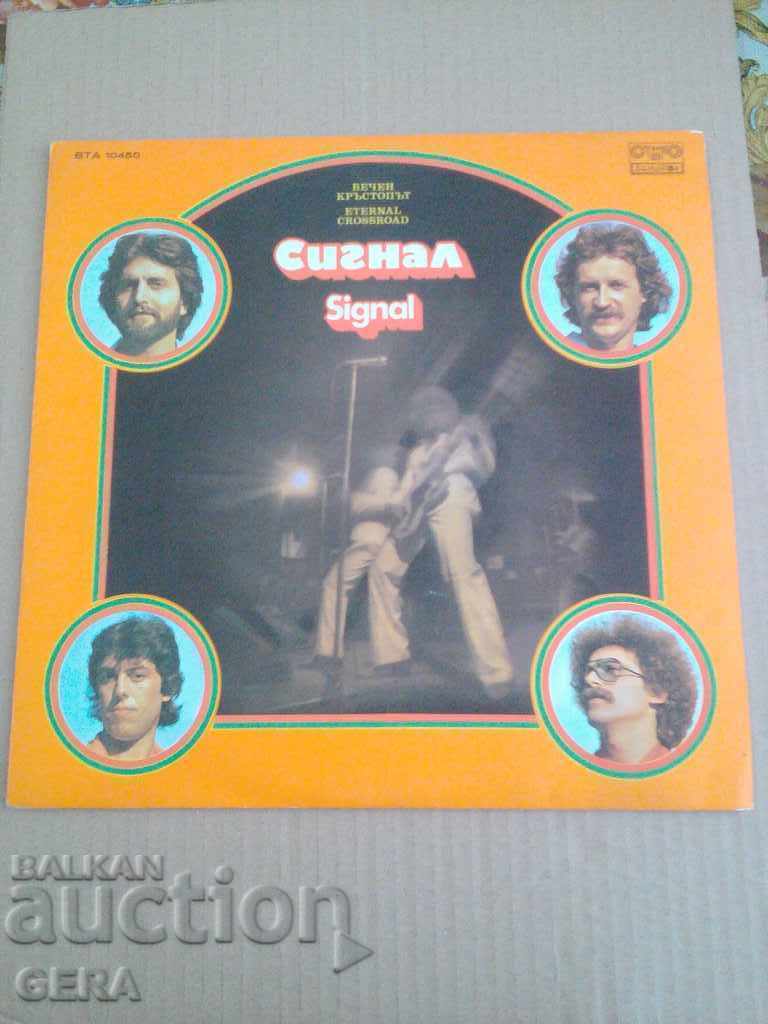 ВТА 10450
ВЕЧЕН
КРЪСТОПЪТ
ETERNAL
CROSSROAD
Сигнал
Signal
BALKAN
auction
GERA